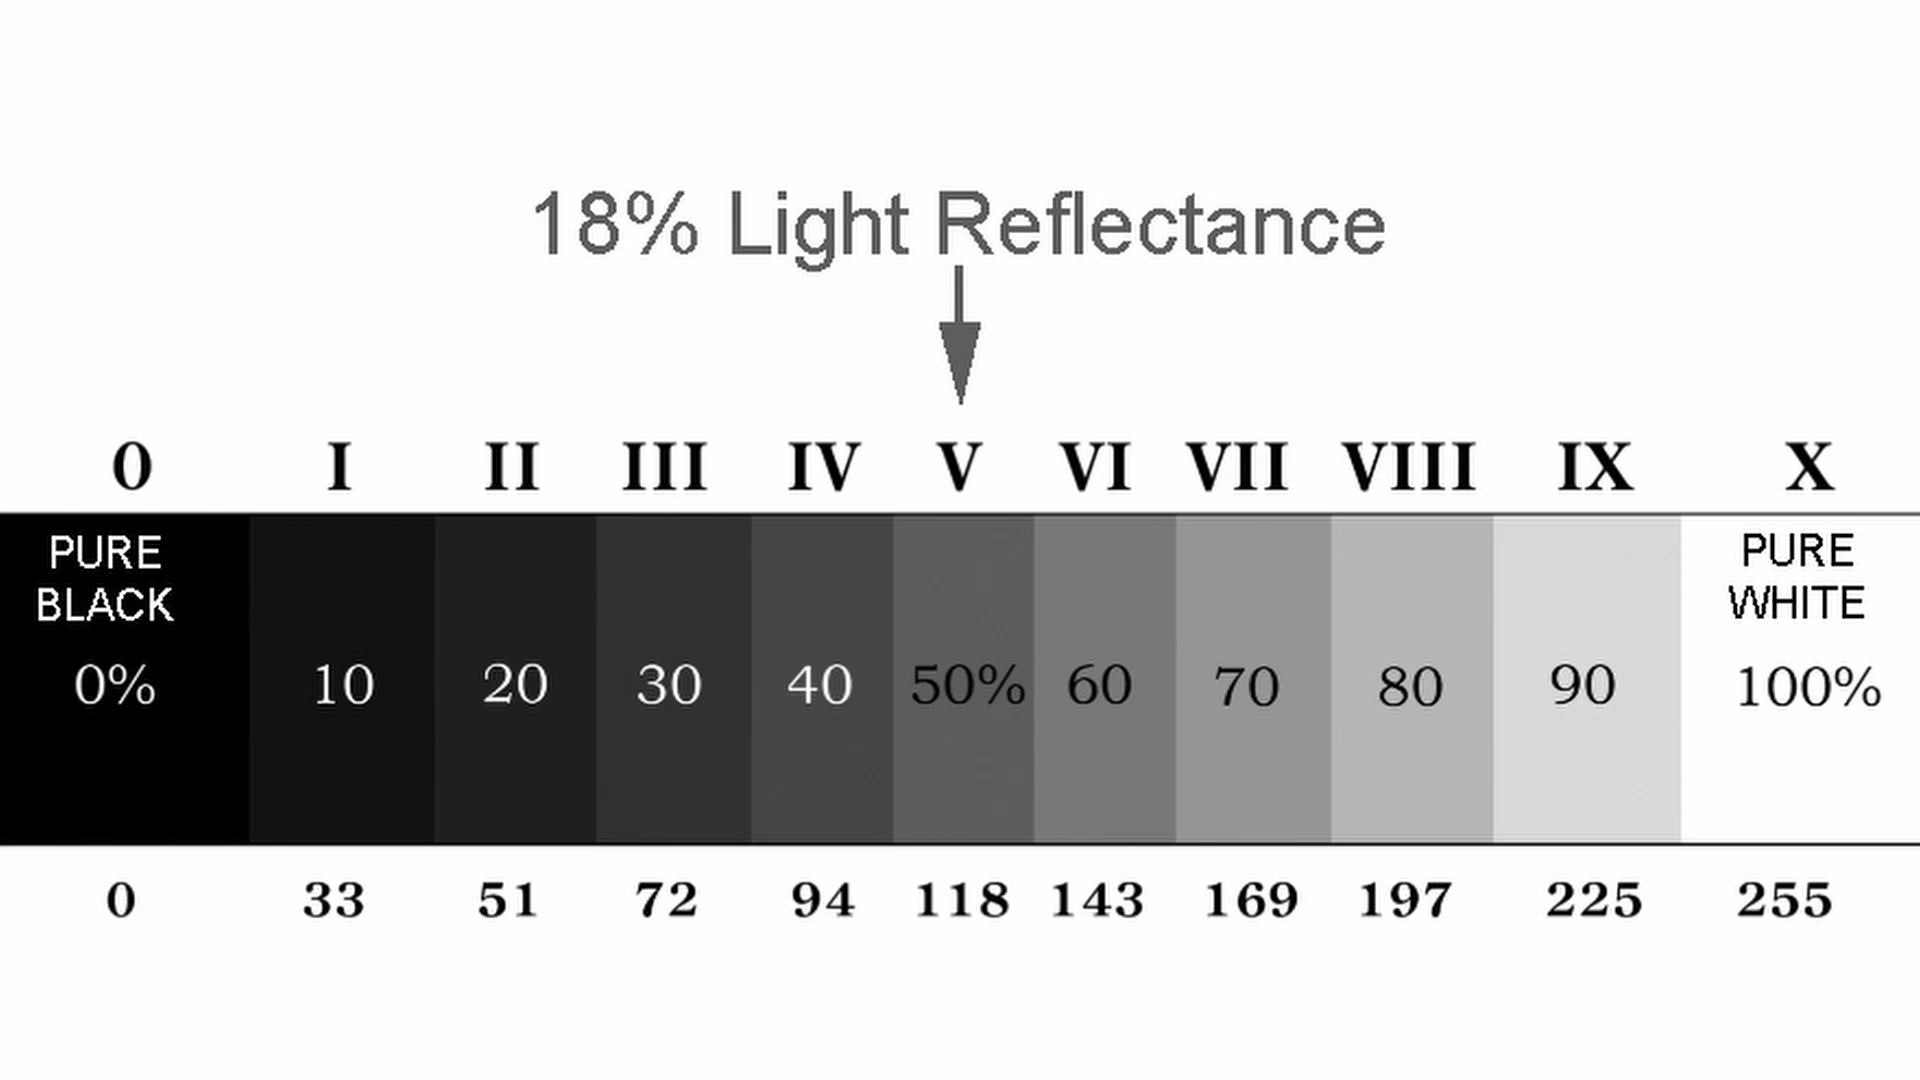 18% Light Reflectance
0 I II III IV V VI VII VIII IX X
PURE BLACK
PURE WHITE
0% 10 20 30 40 50% 60 70 80 90 100%
0 33 51 72 94 118 143 169 197 225 255